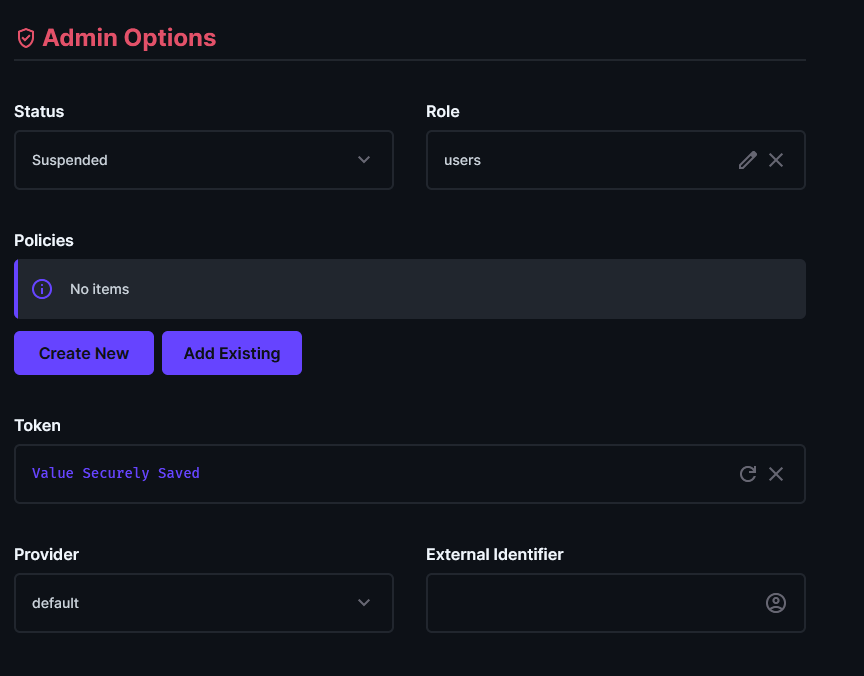 Admin Options
Status
Role
Suspended
users
Policies
No items
Create New
Add Existing
Token
Value Securely Saved
Provider
External Identifier
default